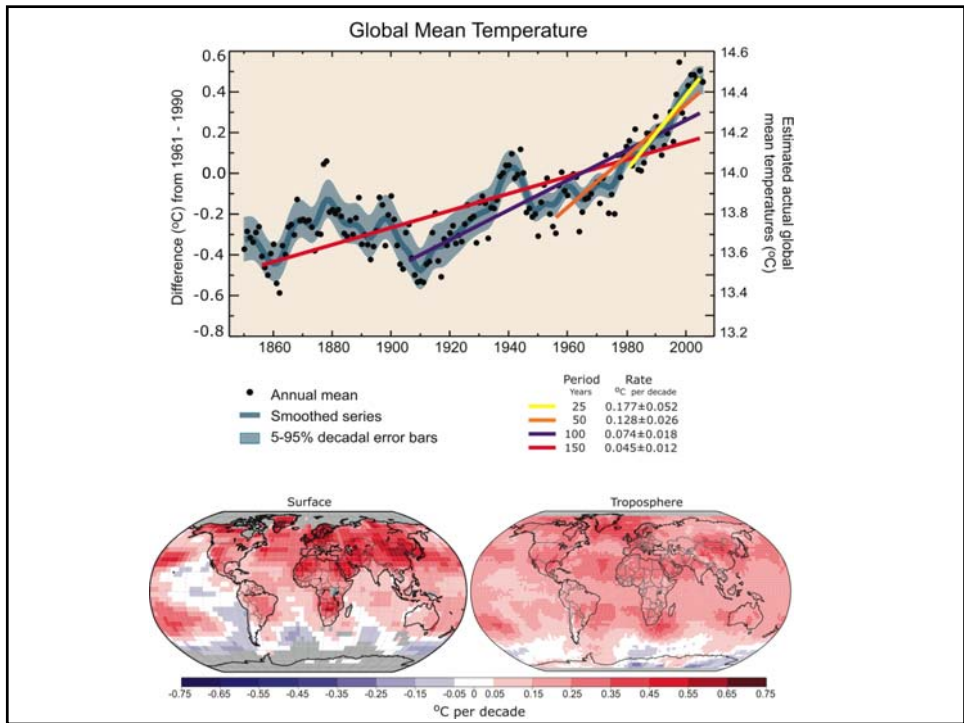 Global Mean Temperature
0.6
0.4
0.2
0.0
-0.2
-0.4
-0.6
-0.8
Difference (ºC) from 1961 - 1990
14.6
14.4
14.2
14.0
13.8
13.6
13.4
13.2
Estimated actual global
mean temperatures (ºC)
1860 1880 1900 1920 1940 1960 1980 2000
Annual mean
Smoothed series
5-95% decadal error bars
Period Rate
Years ºC per decade
25 0.177±0.052
50 0.128±0.026
100 0.074±0.018
150 0.045±0.012
Surface
Troposphere
-0.75 -0.65 -0.55 -0.45 -0.35 -0.25 -0.15 -0.05 0 0.05 0.15 0.25 0.35 0.45 0.55 0.65 0.75
ºC per decade